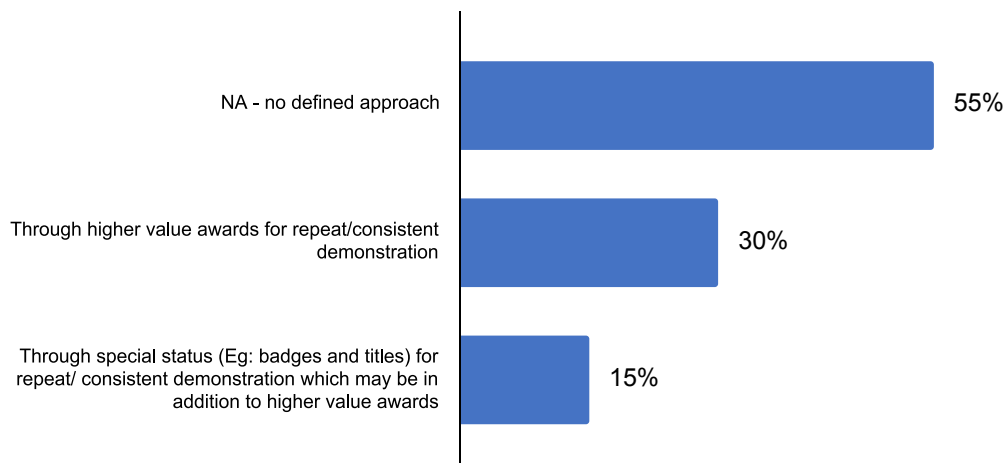 NA - no defined approach
55%
Through higher value awards for repeat/consistent
demonstration
30%
Through special status (Eg: badges and titles) for
repeat/ consistent demonstration which may be in
addition to higher value awards
15%